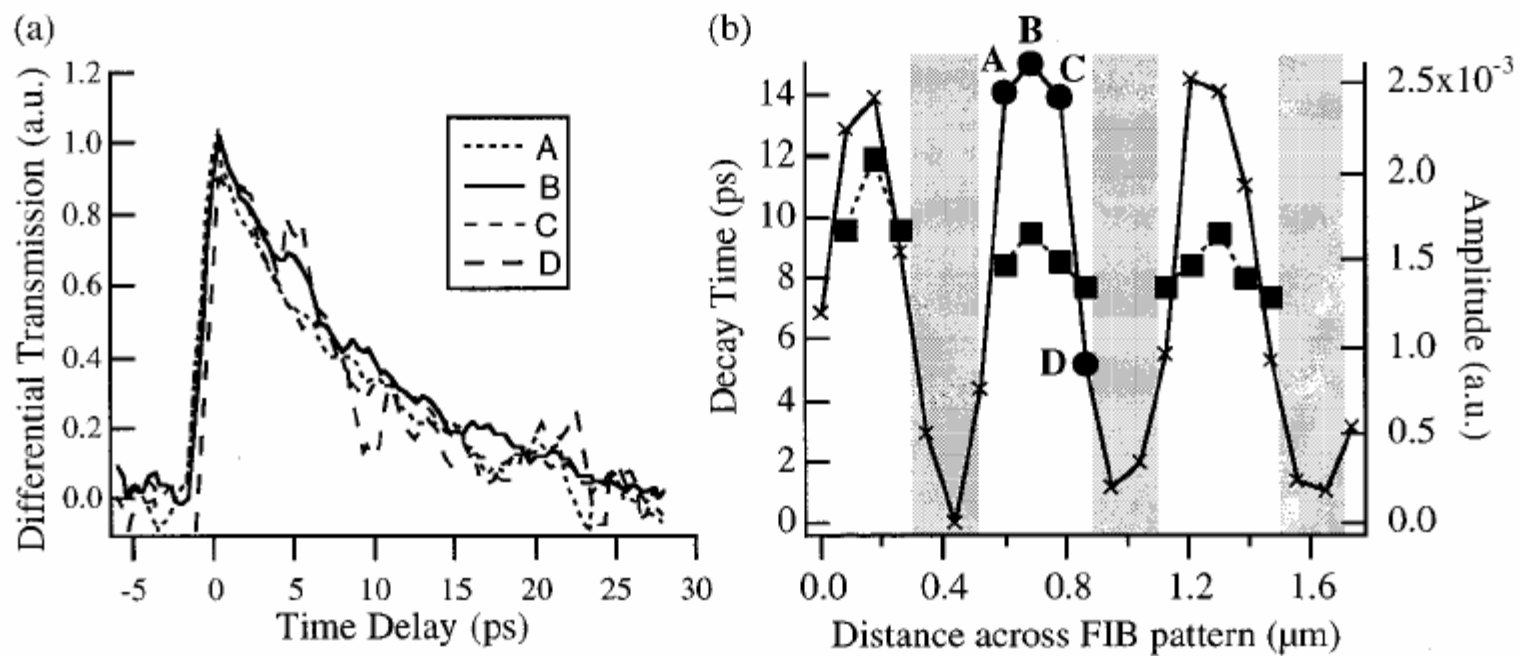 (a)
Differential Transmission (a.u.)
1.2
1.0
0.8
0.6
0.4
0.2
0.0
A
B
C
D
-5
0
5
10
15
20
25
30
Time Delay (ps)
(b)
Decay Time (ps)
14
12
10
8
6
4
2
0
A
B
C
D
2.5x10⁻³
2.0
1.5
1.0
0.5
0.0
Amplitude (a.u.)
0.0
0.4
0.8
1.2
1.6
Distance across FIB pattern (µm)